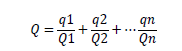 Q = q1/Q1 + q2/Q2 + ⋯ qn/Qn